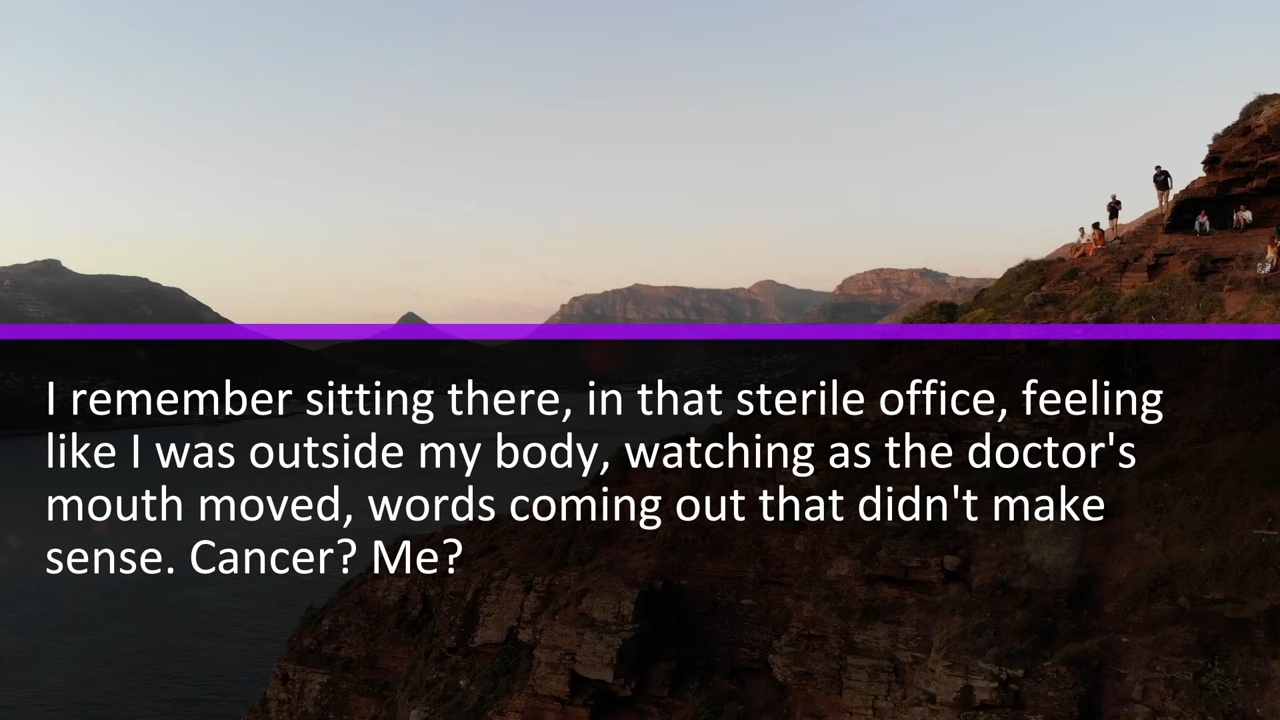 I remember sitting there, in that sterile office, feeling
like I was outside my body, watching as the doctor's
mouth moved, words coming out that didn't make
sense. Cancer? Me?